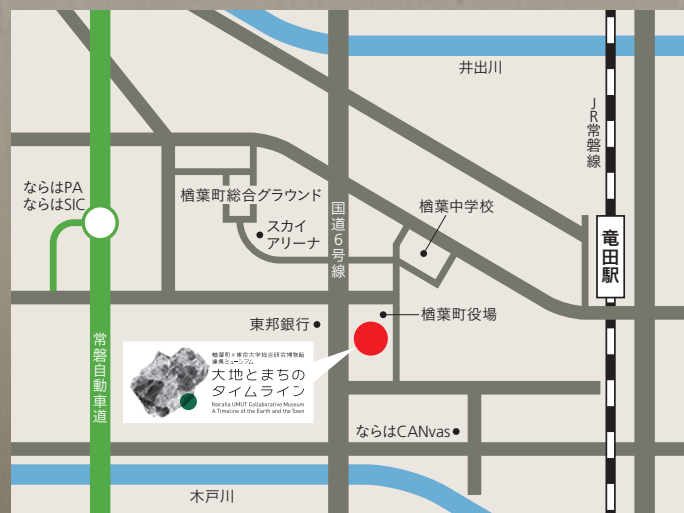 井出川
JR常磐線
ならはPA
ならはSIC
楢葉町総合グラウンド
スカイ
アリーナ
国道6号線
楢葉中学校
竜田駅
東邦銀行
楢葉町役場
常磐自動車道
楢葉町×東京大学総合研究博物館
連携ミュージアム
大地とまちの
タイムライン
Naraha-UMUT Collaborative Museum
A Timeline of the Earth and the Town
ならはCANvas
木戸川